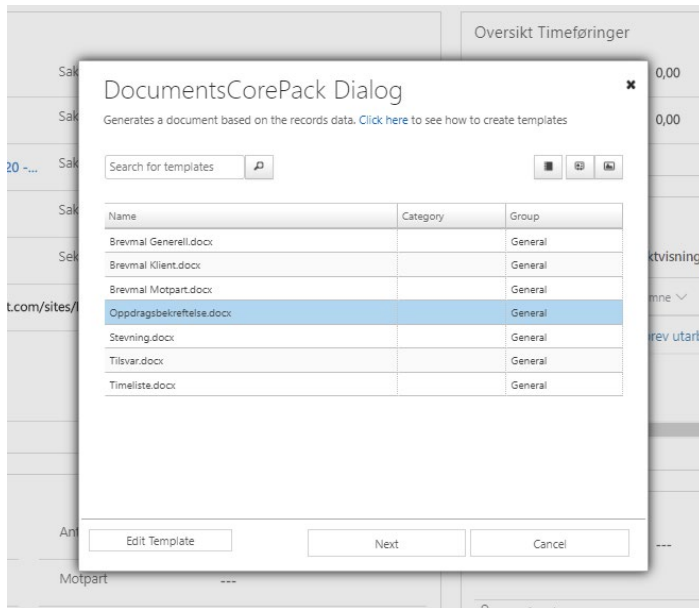 Oversikt Timeføringer
Sak
0,00
DocumentsCorePack Dialog
Generates a document based on the records data. Click here to see how to create templates
Sak
0,00
20 -...
Sak
Search for templates
Sak
Name
Category
Group
Brevmal Generell.docx
General
Sek
ktvisning
Brevmal Klient.docx
General
Brevmal Motpart.docx
General
t.com/sites/
Oppdragsbekreftelse.docx
General
Stevning.docx
General
Tilsvar.docx
General
Timeliste.docx
General
Edit Template
Next
Cancel
Ant
---
Motpart
---